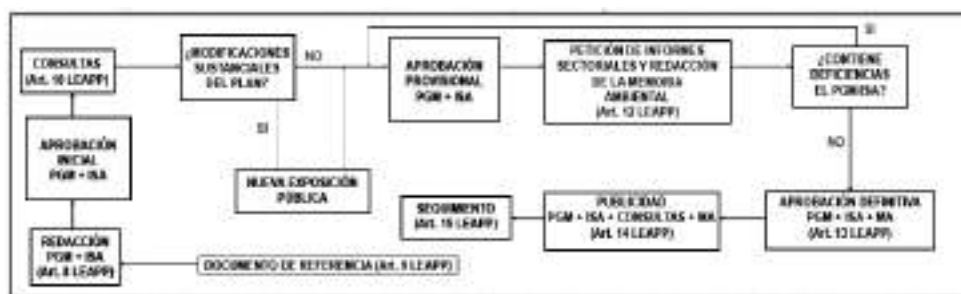 CONSULTAS
(Art. 10 LEAPP)
¿MODIFICACIONES
SUSTANCIALES
DEL PLAN?
NO
APROBACIÓN
PROVISIONAL
PGM + ISA
PETICIÓN DE INFORMES
SECTORIALES Y REDACCIÓN
DE LA MEMORIA
AMBIENTAL
(Art. 12 LEAPP)
SI
¿CONTIENE
DEFICIENCIAS
EL PGM/ISA?
SI
NO
APROBACIÓN
INICIAL
PGM + ISA
NUEVA EXPOSICIÓN
PÚBLICA
SEGUIMIENTO
(Art. 15 LEAPP)
PUBLICIDAD
PGM + ISA + CONSULTAS + MA
(Art. 14 LEAPP)
APROBACIÓN DEFINITIVA
PGM + ISA + MA
(Art. 13 LEAPP)
REDACCIÓN
PGM + ISA
(Art. 8 LEAPP)
DOCUMENTO DE REFERENCIA (Art. 9 LEAPP)